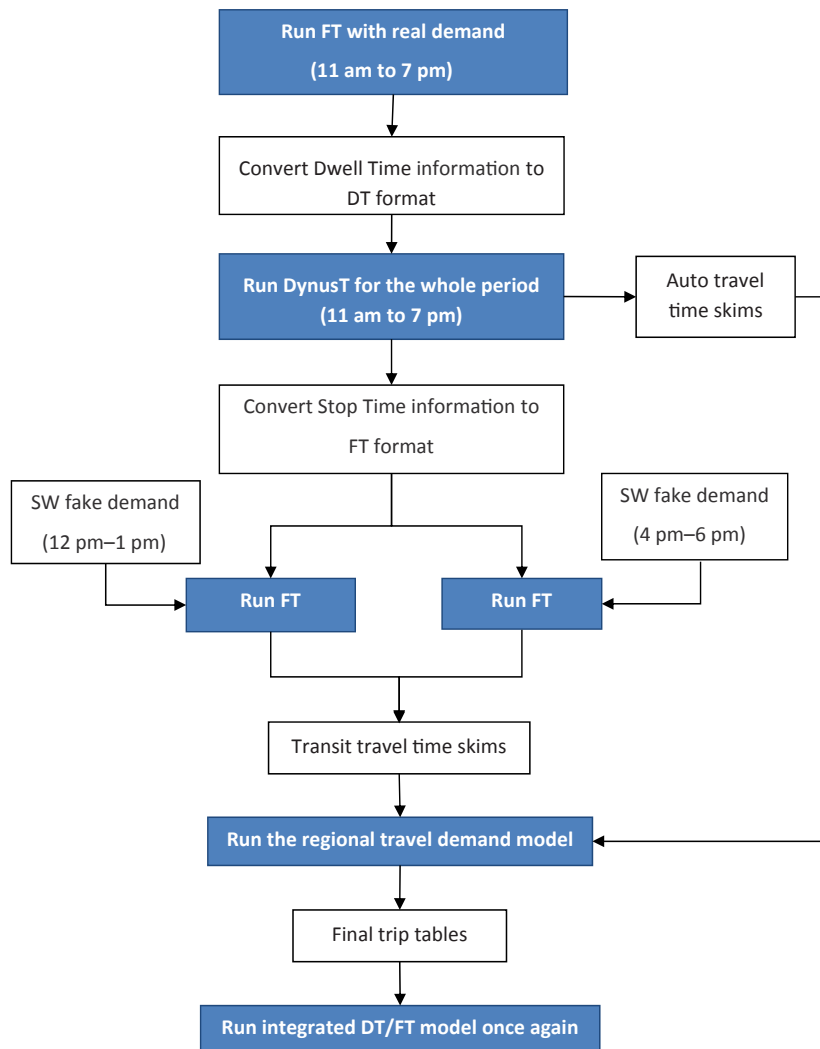 Run FT with real demand
(11 am to 7 pm)
Convert Dwell Time information to
DT format
Run DynusT for the whole period
(11 am to 7 pm)
Auto travel
time skims
Convert Stop Time information to
FT format
SW fake demand
(12 pm–1 pm)
SW fake demand
(4 pm–6 pm)
Run FT
Run FT
Transit travel time skims
Run the regional travel demand model
Final trip tables
Run integrated DT/FT model once again